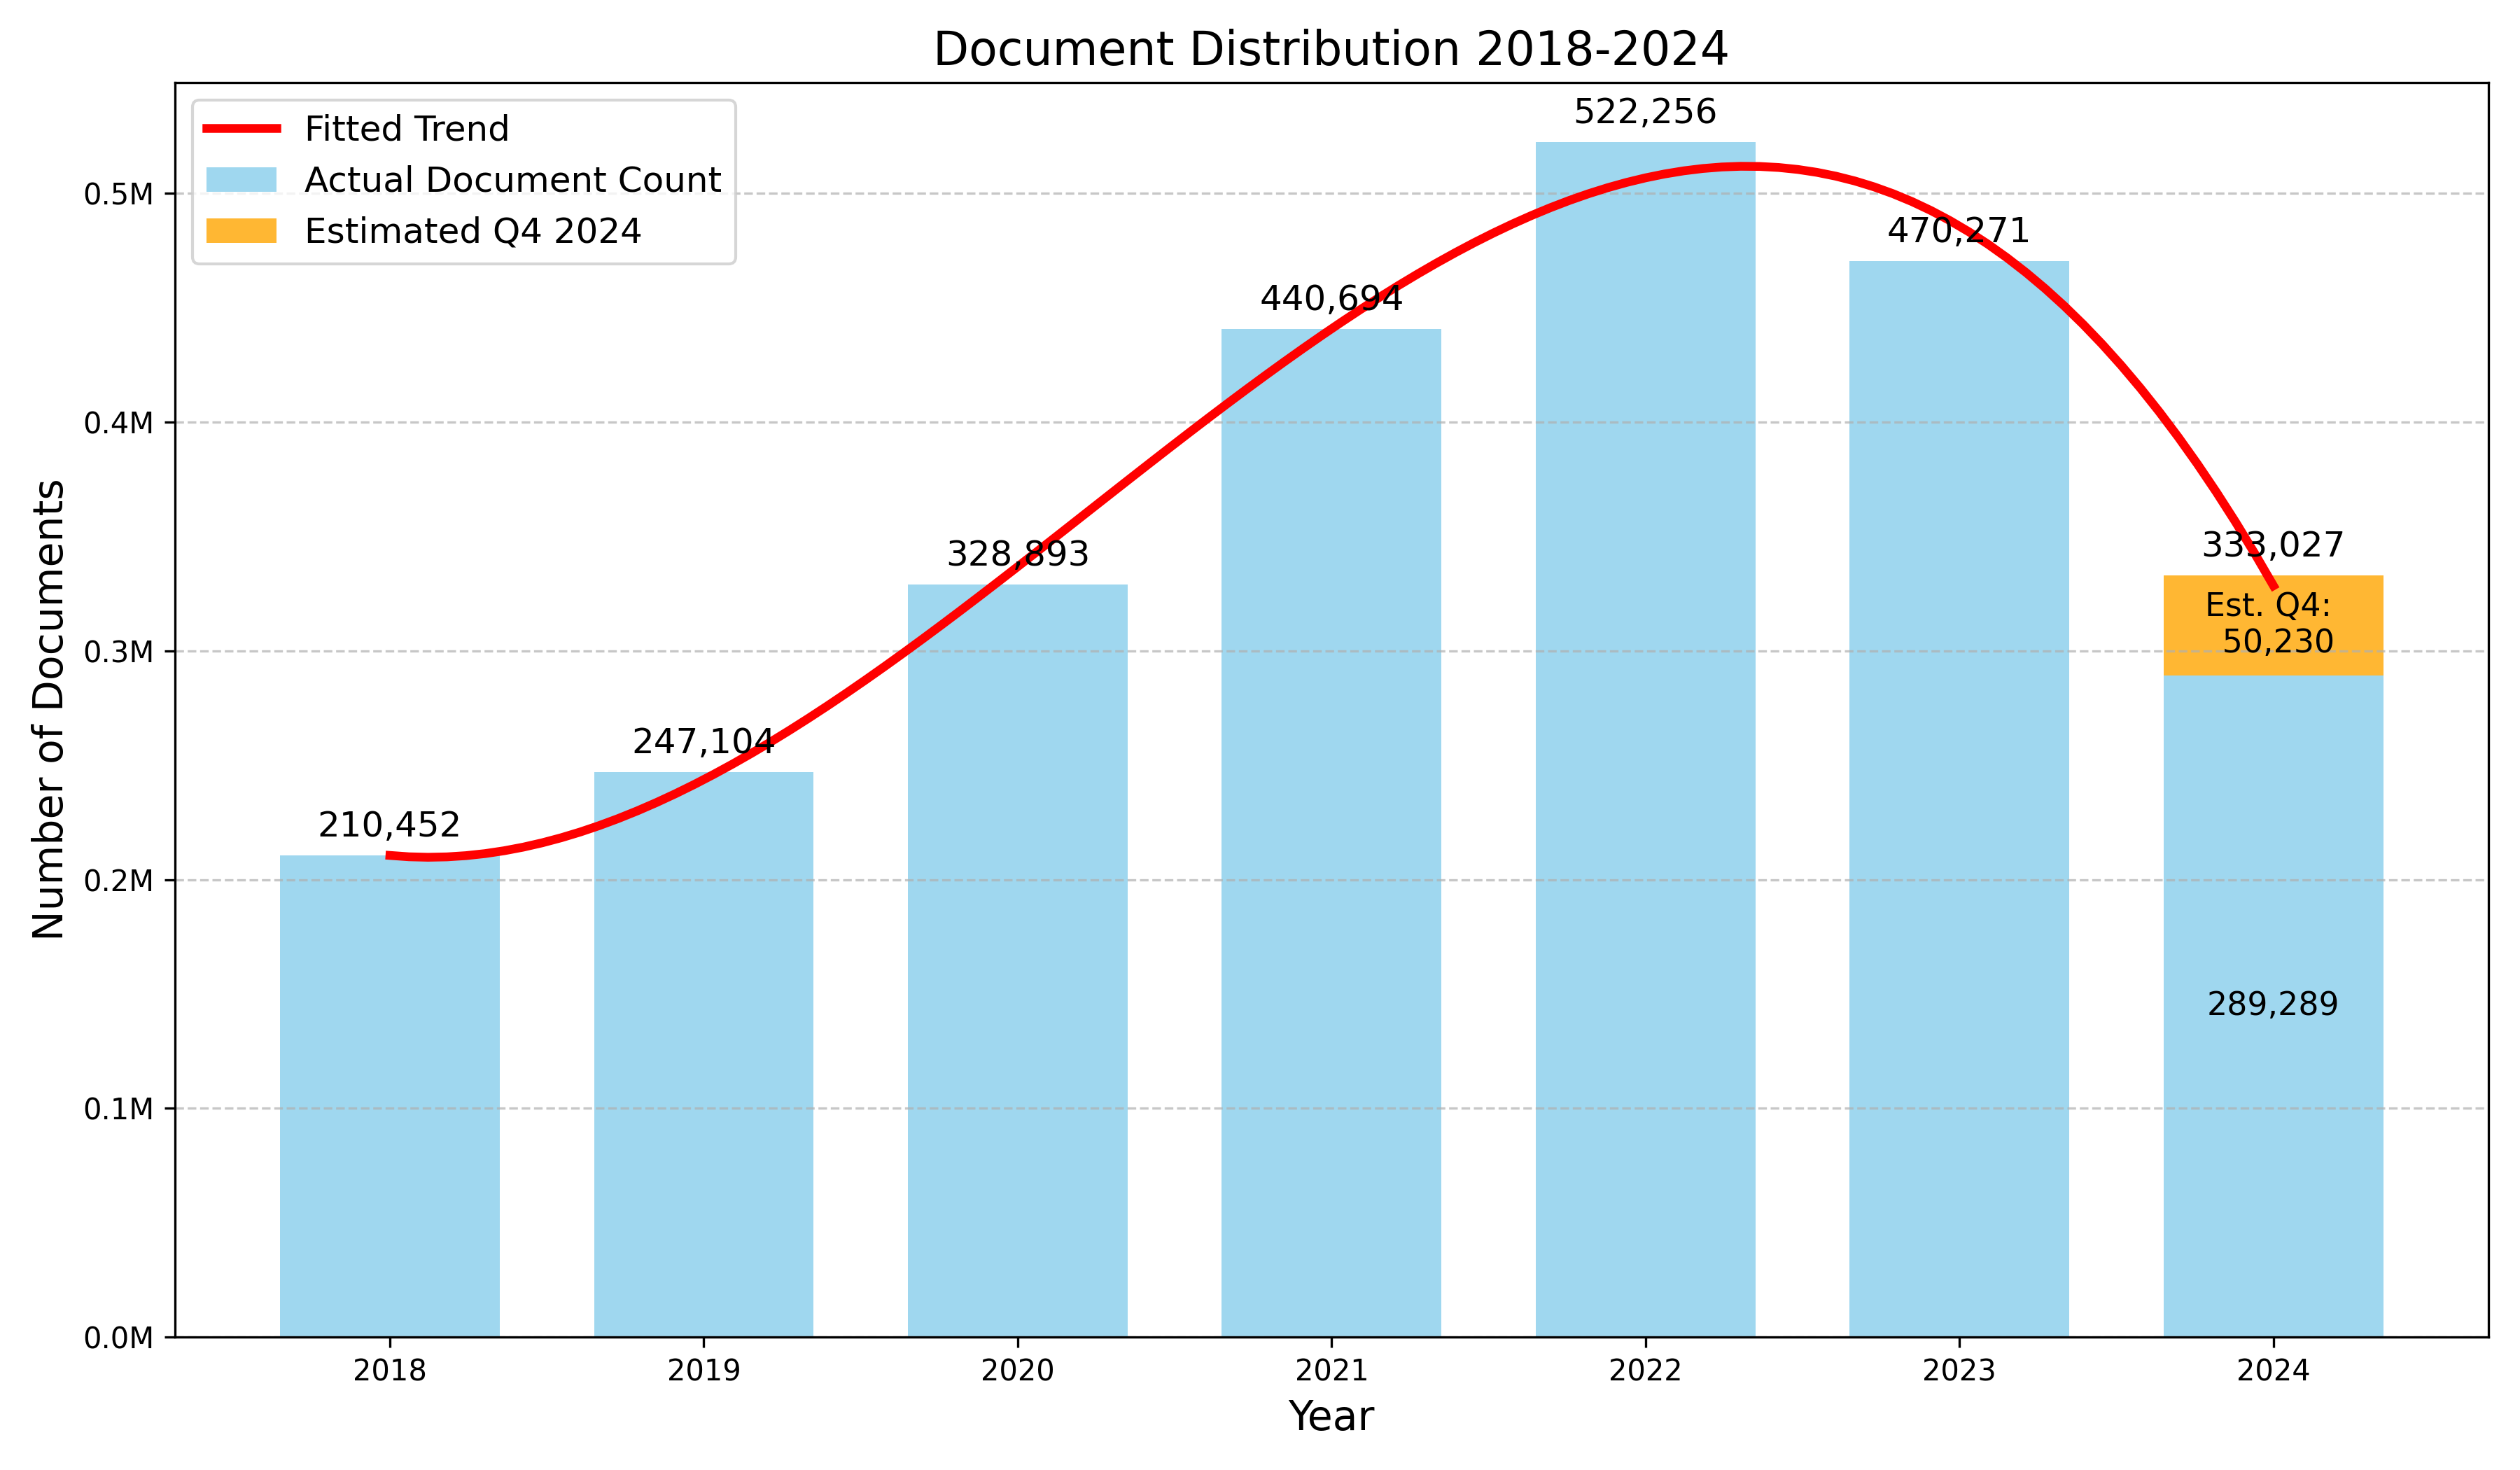 Document Distribution 2018-2024
Fitted Trend
Actual Document Count
Estimated Q4 2024
Number of Documents
0.5M
0.4M
0.3M
0.2M
0.1M
0.0M
210,452
247,104
328,893
440,694
522,256
470,271
333,027
Est. Q4:
50,230
289,289
2018
2019
2020
2021
2022
2023
2024
Year